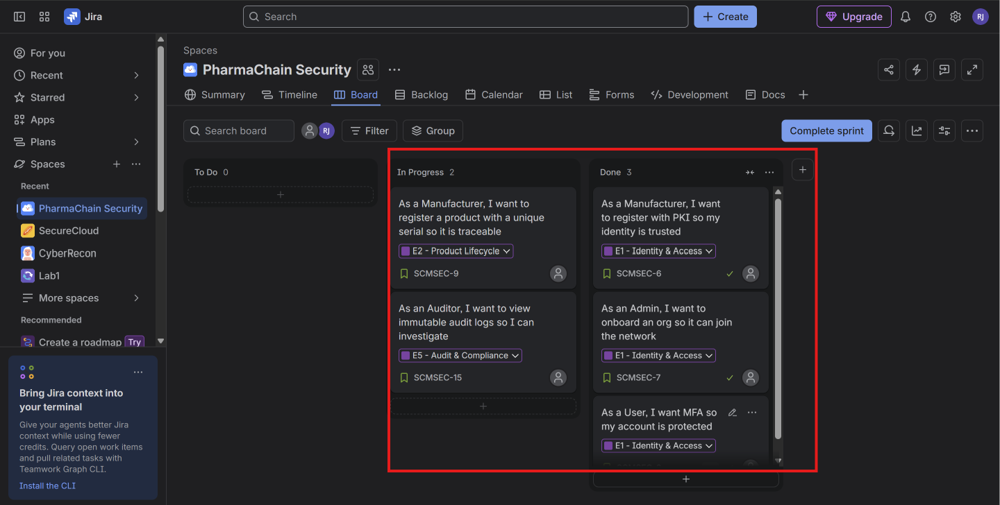 Jira
Search
Create
Upgrade
RJ
For you
Recent
Starred
Apps
Plans
Spaces
Recent
PharmaChain Security
SecureCloud
CyberRecon
Lab1
More spaces
Recommended
Create a roadmap Try
Bring Jira context into
your terminal
Give your agents better Jira
context while using fewer
credits. Query open work items
and pull related tasks with
Teamwork Graph CLI.
Install the CLI
Spaces
PharmaChain Security
Summary Timeline Board Backlog Calendar List Forms Development Docs
Search board
RJ
Filter
Group
Complete sprint
To Do 0
In Progress 2
As a Manufacturer, I want to
register a product with a unique
serial so it is traceable
E2 - Product Lifecycle
SCMSEC-9
As an Auditor, I want to view
immutable audit logs so I can
investigate
E5 - Audit & Compliance
SCMSEC-15
Done 3
As a Manufacturer, I want
to register with PKI so my
identity is trusted
E1 - Identity & Access
SCMSEC-6
As an Admin, I want to
onboard an org so it can join
the network
E1 - Identity & Access
SCMSEC-7
As a User, I want MFA so
my account is protected
E1 - Identity & Access